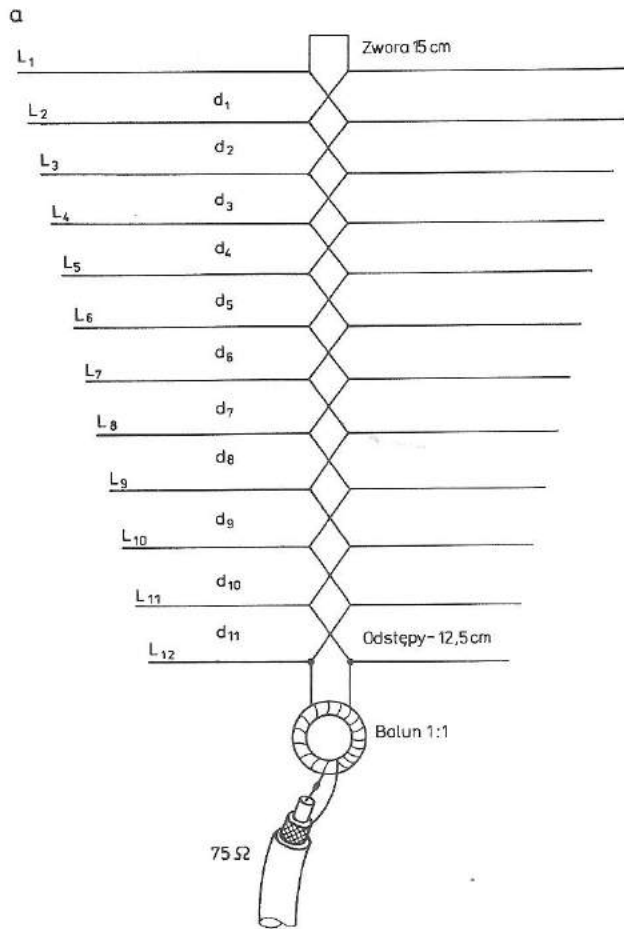 a
Zwora 15 cm
L₁
d₁
L₂
d₂
L₃
d₃
L₄
d₄
L₅
d₅
L₆
d₆
L₇
d₇
L₈
d₈
L₉
d₉
L₁₀
d₁₀
L₁₁
d₁₁
Odstępy - 12,5 cm
L₁₂
Balun 1:1
75 Ω